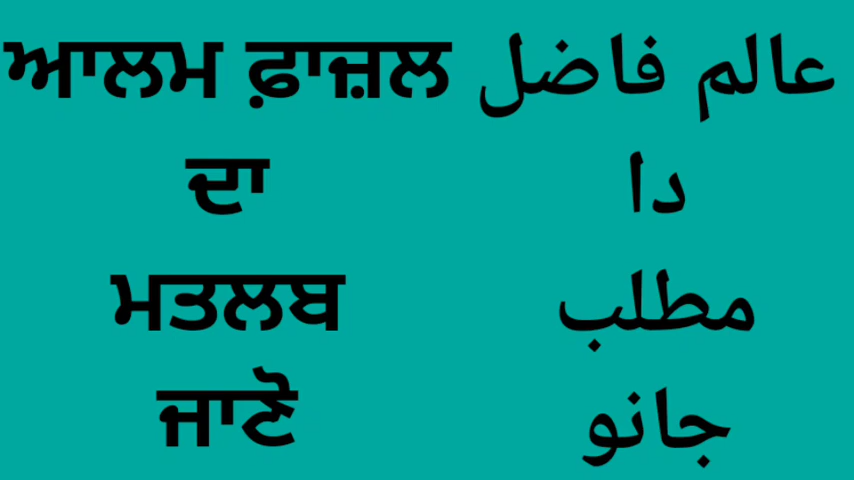 ਆਲਮ ਫ਼ਾਜ਼ਲ عالم فاضل
ਦਾ دا
ਮਤਲਬ مطلب
ਜਾਣੋ جانو